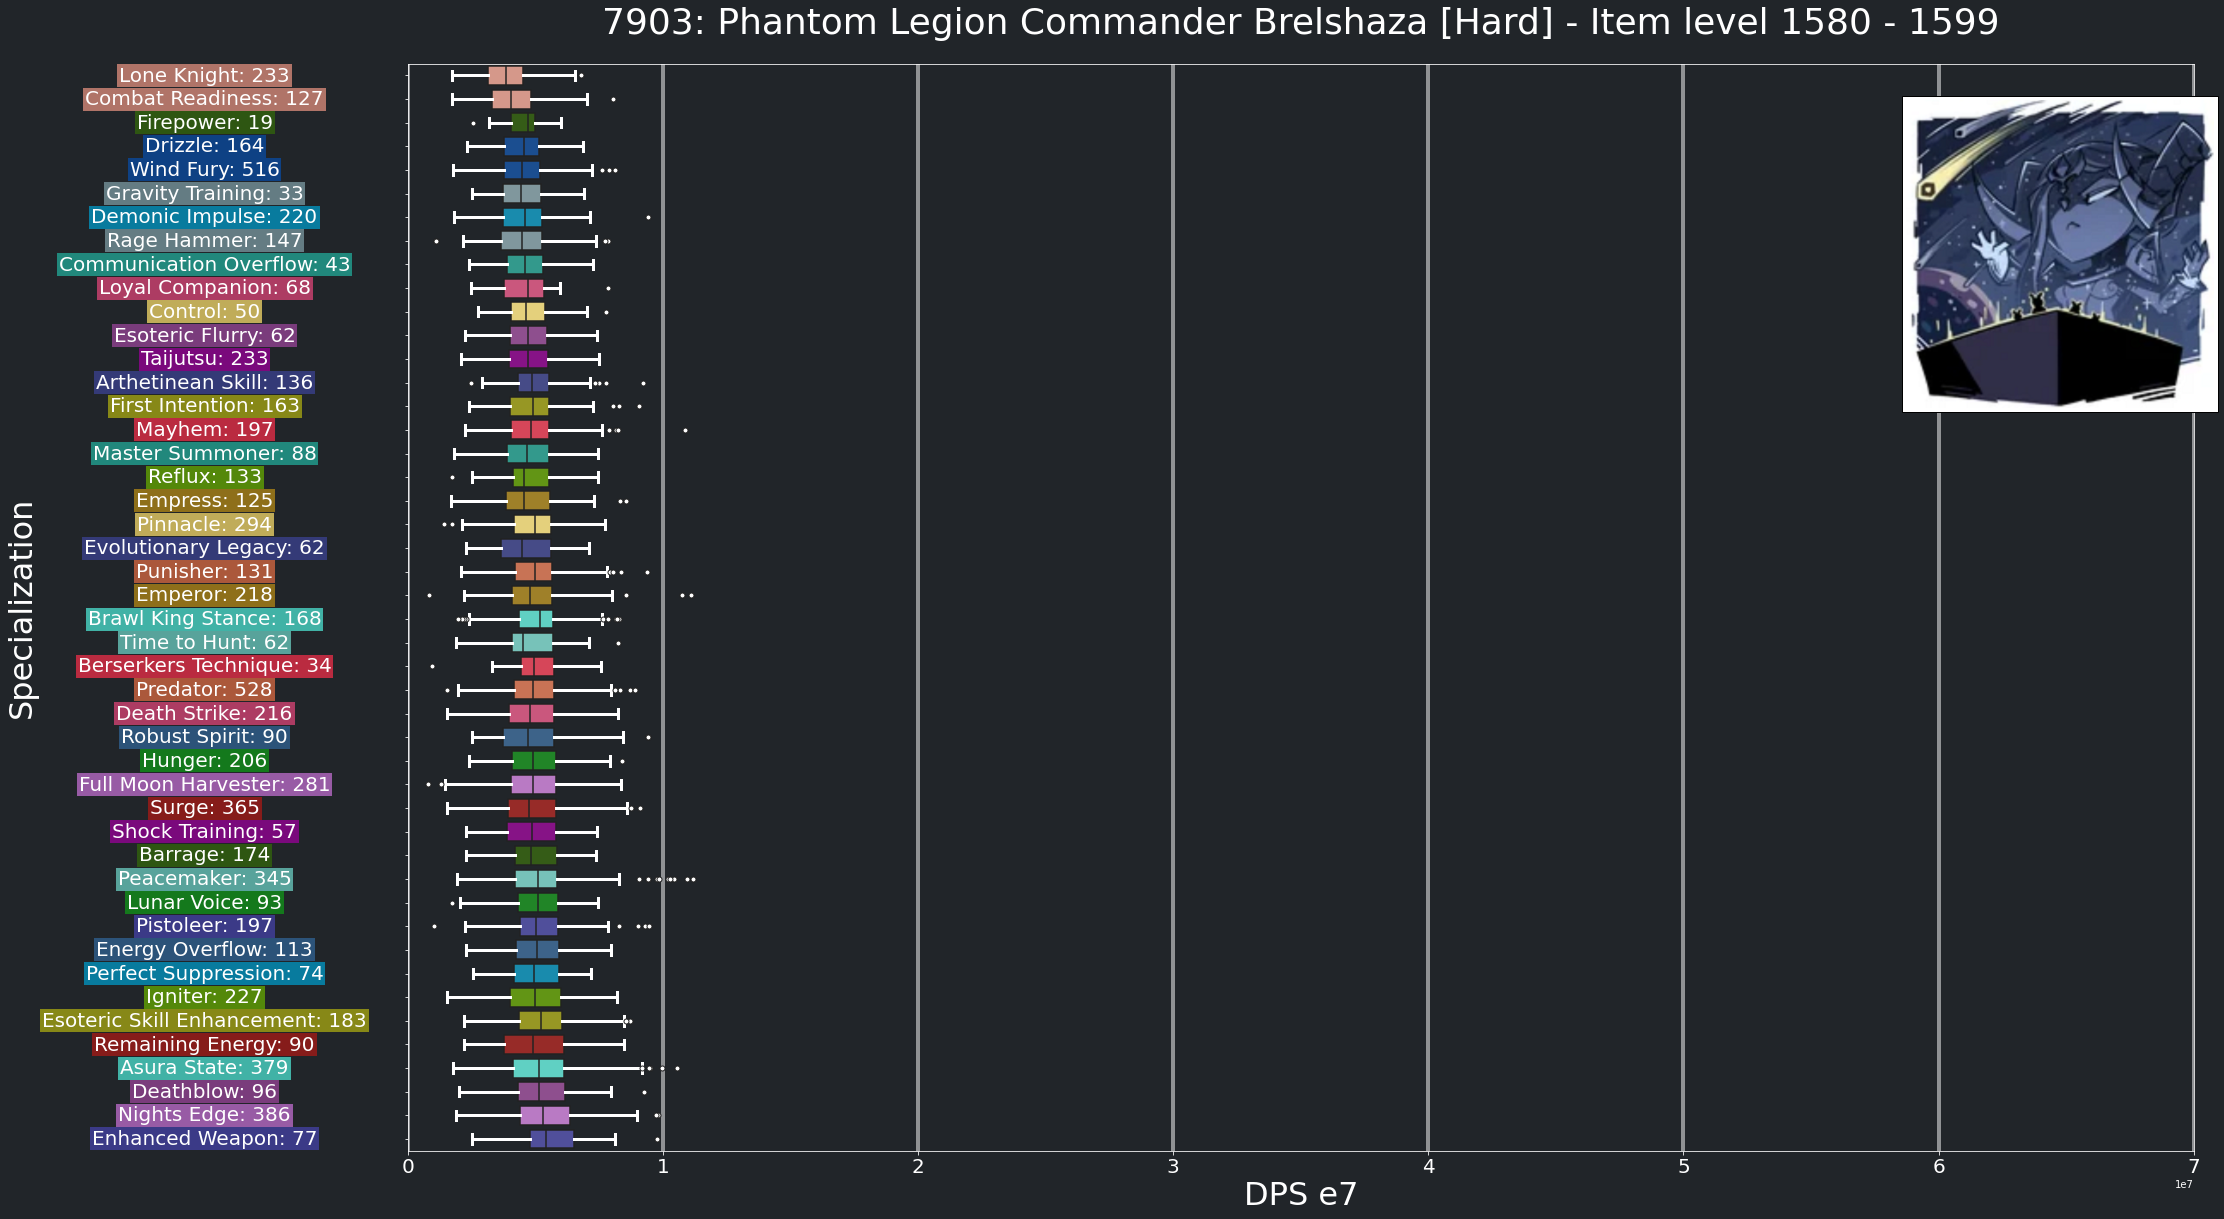 7903: Phantom Legion Commander Brelshaza [Hard] - Item level 1580 - 1599
Specialization
Lone Knight: 233
Combat Readiness: 127
Firepower: 19
Drizzle: 164
Wind Fury: 516
Gravity Training: 33
Demonic Impulse: 220
Rage Hammer: 147
Communication Overflow: 43
Loyal Companion: 68
Control: 50
Esoteric Flurry: 62
Taijutsu: 233
Arthetinean Skill: 136
First Intention: 163
Mayhem: 197
Master Summoner: 88
Reflux: 133
Empress: 125
Pinnacle: 294
Evolutionary Legacy: 62
Punisher: 131
Emperor: 218
Brawl King Stance: 168
Time to Hunt: 62
Berserkers Technique: 34
Predator: 528
Death Strike: 216
Robust Spirit: 90
Hunger: 206
Full Moon Harvester: 281
Surge: 365
Shock Training: 57
Barrage: 174
Peacemaker: 345
Lunar Voice: 93
Pistoleer: 197
Energy Overflow: 113
Perfect Suppression: 74
Igniter: 227
Esoteric Skill Enhancement: 183
Remaining Energy: 90
Asura State: 379
Deathblow: 96
Nights Edge: 386
Enhanced Weapon: 77
0 1 2 3 4 5 6 7
1e7
DPS e7